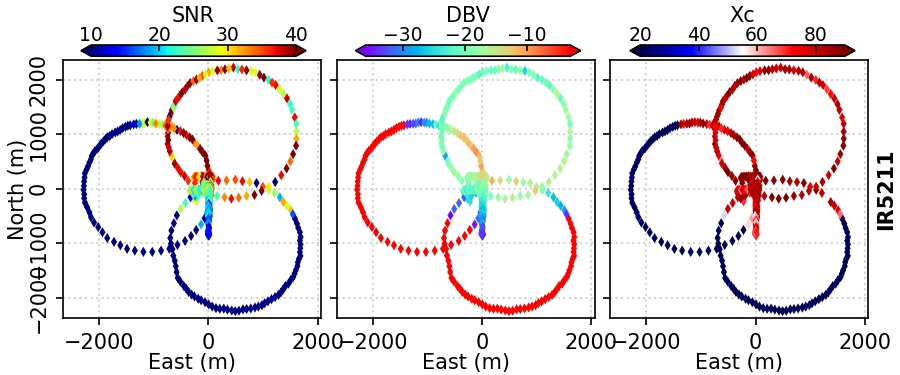 SNR DBV Xc
10 20 30 40 −30 −20 −10 20 40 60 80
2000
1000
0
−1000
−2000
North (m)
−2000 0 2000 −2000 0 2000 −2000 0 2000
East (m) East (m) East (m)
IR5211